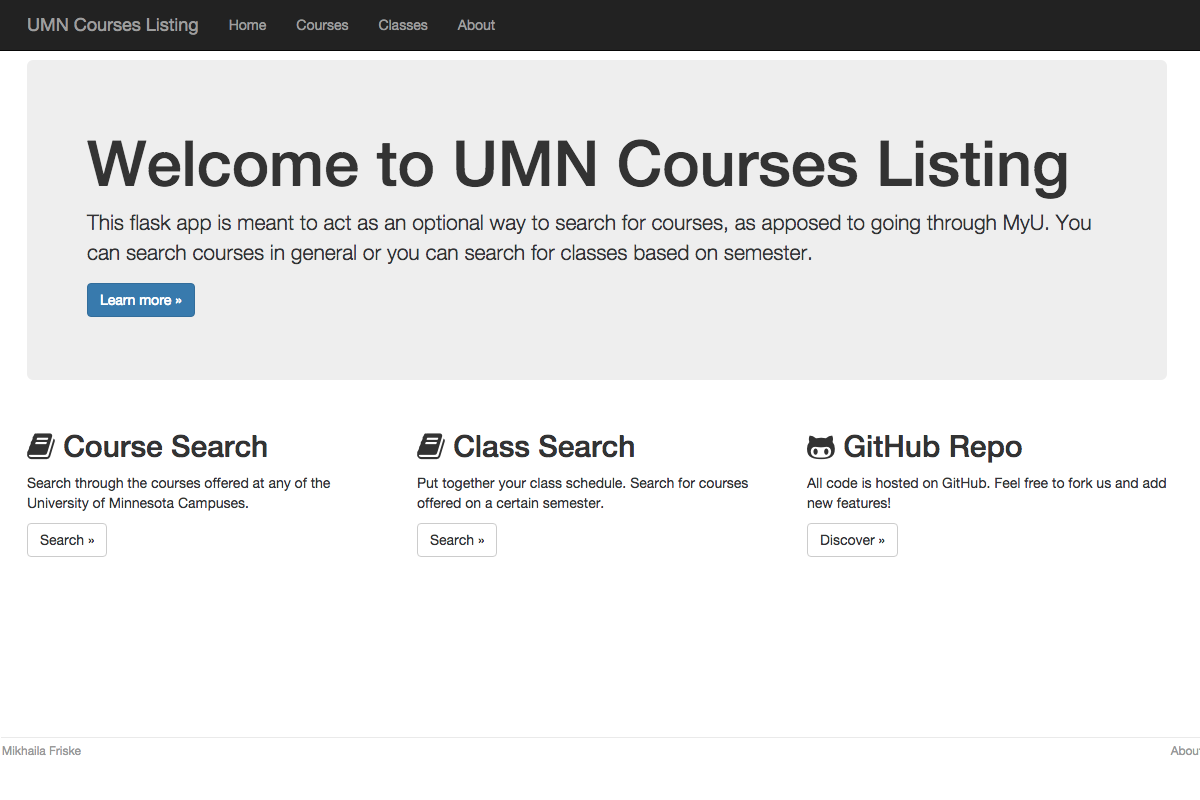 UMN Courses Listing Home Courses Classes About
Welcome to UMN Courses Listing
This flask app is meant to act as an optional way to search for courses, as apposed to going through MyU. You
can search courses in general or you can search for classes based on semester.
Learn more »
Course Search
Search through the courses offered at any of the
University of Minnesota Campuses.
Search »
Class Search
Put together your class schedule. Search for courses
offered on a certain semester.
Search »
GitHub Repo
All code is hosted on GitHub. Feel free to fork us and add
new features!
Discover »
Mikhaila Friske
About